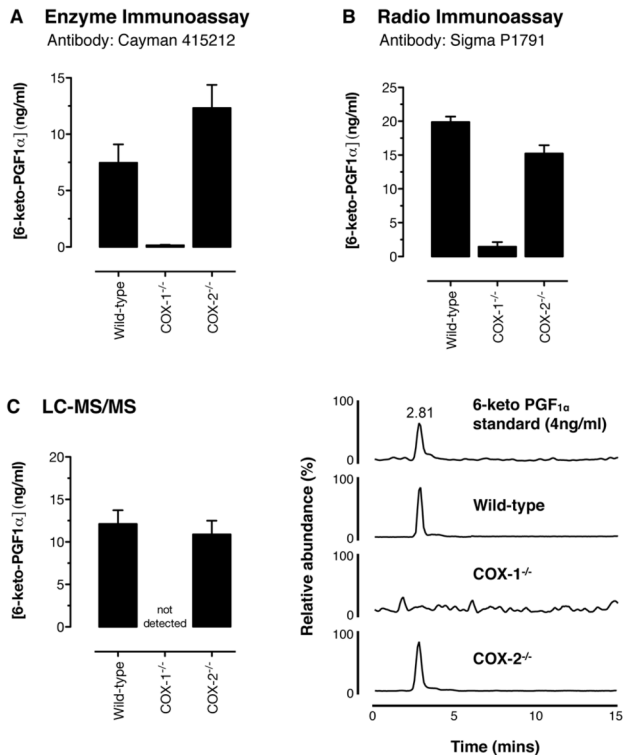 A Enzyme Immunoassay
Antibody: Cayman 415212
[6-keto-PGF1α] (ng/ml)
15
10
5
0
Wild-type
COX-1-/-
COX-2-/-
B Radio Immunoassay
Antibody: Sigma P1791
[6-keto-PGF1α] (ng/ml)
25
20
15
10
5
0
Wild-type
COX-1-/-
COX-2-/-
C LC-MS/MS
[6-keto-PGF1α] (ng/ml)
20
15
10
5
0
not
detected
Wild-type
COX-1-/-
COX-2-/-
Relative abundance (%)
100
0
2.81
6-keto PGF1α
standard (4ng/ml)
100
0
Wild-type
100
0
COX-1-/-
100
0
COX-2-/-
0 5 10 15
Time (mins)